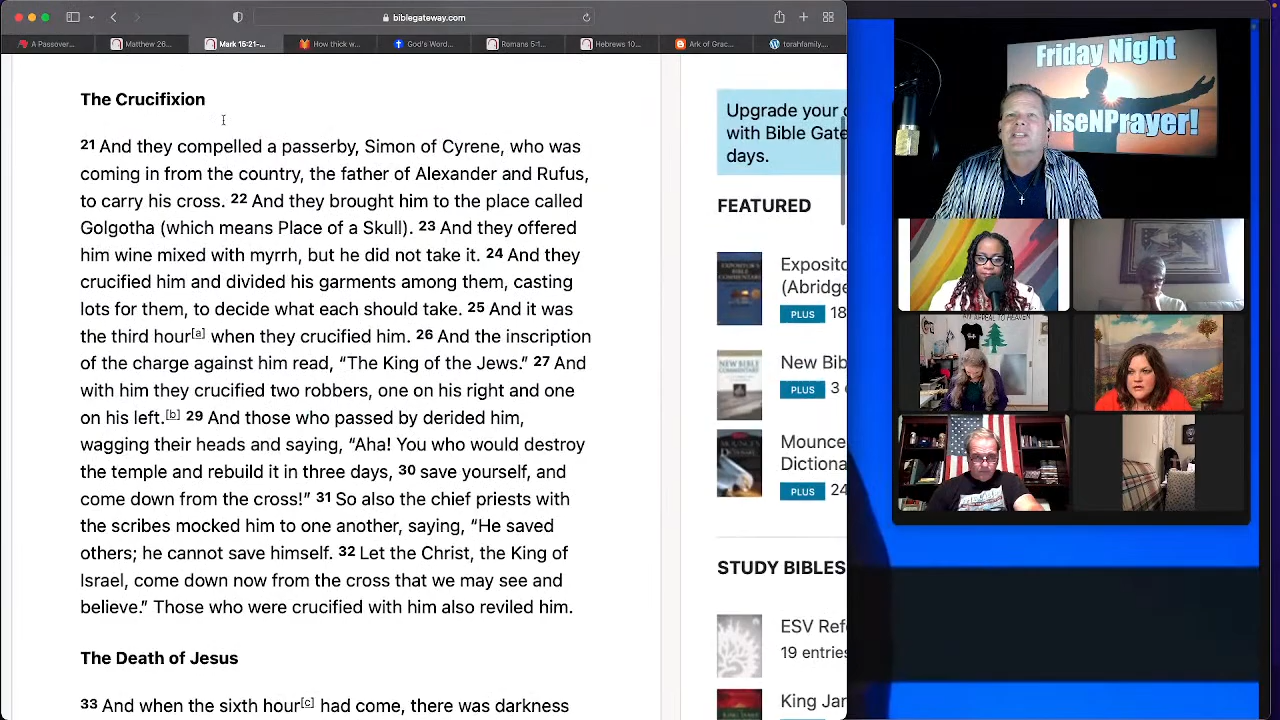 biblegateway.com
A Passover...
Matthew 26...
Mark 15:21-...
How thick w...
God's Word...
Romans 5:1...
Hebrews 10...
Ark of Grac...
torahfamily...
The Crucifixion
21 And they compelled a passerby, Simon of Cyrene, who was
coming in from the country, the father of Alexander and Rufus,
to carry his cross. 22 And they brought him to the place called
Golgotha (which means Place of a Skull). 23 And they offered
him wine mixed with myrrh, but he did not take it. 24 And they
crucified him and divided his garments among them, casting
lots for them, to decide what each should take. 25 And it was
the third hour[a] when they crucified him. 26 And the inscription
of the charge against him read, “The King of the Jews.” 27 And
with him they crucified two robbers, one on his right and one
on his left.[b] 29 And those who passed by derided him,
wagging their heads and saying, “Aha! You who would destroy
the temple and rebuild it in three days, 30 save yourself, and
come down from the cross!” 31 So also the chief priests with
the scribes mocked him to one another, saying, “He saved
others; he cannot save himself. 32 Let the Christ, the King of
Israel, come down now from the cross that we may see and
believe.” Those who were crucified with him also reviled him.
The Death of Jesus
33 And when the sixth hour[c] had come, there was darkness
Upgrade your
with Bible Gate
days.
FEATURED
Exposito
(Abridge
PLUS 18
New Bib
PLUS 3
Mounce
Dictiona
PLUS 24
STUDY BIBLES
ESV Ref
19 entries
King Jar
Friday Night
aiseNPrayer!
APPEAL TO HEAVEN